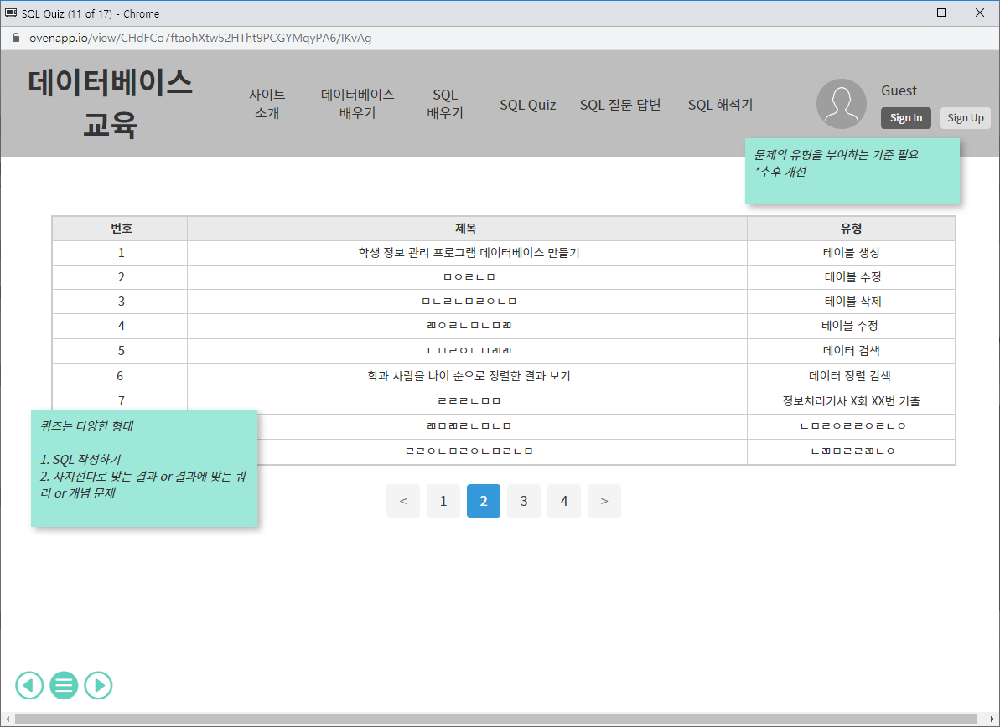 SQL Quiz (11 of 17) - Chrome
ovenapp.io/view/CHdFCo7ftaohXtw52HTht9PCGYMqyPA6/IKvAg
데이터베이스
교육
사이트
소개
데이터베이스
배우기
SQL
배우기
SQL Quiz
SQL 질문 답변
SQL 해석기
Guest
Sign In
Sign Up
문제의 유형을 부여하는 기준 필요
*추후 개선
번호 제목 유형
1 학생 정보 관리 프로그램 데이터베이스 만들기 테이블 생성
2 ㅁㅇㄹㄴㅁ 테이블 수정
3 ㅁㄴㄹㄴㅁㄹㅇㄴㅁ 테이블 삭제
4 ㄻㅇㄹㄴㅁㄴㅁㄻ 테이블 수정
5 ㄴㅁㄹㅇㄴㅁㄻㄻ 데이터 검색
6 학과 사람을 나이 순으로 정렬한 결과 보기 데이터 정렬 검색
7 ㄹㄹㄹㄴㅁㅁ 정보처리기사 X회 XX번 기출
ㄻㅁㄻㄹㄴㅁㄴㅁ ㄴㅁㄹㅇㄹㄹㅇㄹㄴㅇ
ㄹㄹㅇㄴㅁㄹㅇㄴㅁㄹㄴㅁ ㄴㄻㅁㄹㄹㄻㄴㅇ
퀴즈는 다양한 형태
1. SQL 작성하기
2. 사지선다로 맞는 결과 or 결과에 맞는 쿼
리 or 개념 문제
< 1 2 3 4 >